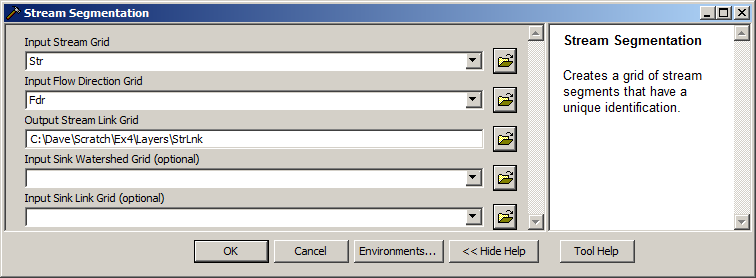 Stream Segmentation
Input Stream Grid
Str
Input Flow Direction Grid
Fdr
Output Stream Link Grid
C:\Dave\Scratch\Ex4\Layers\StrLnk
Input Sink Watershed Grid (optional)
Input Sink Link Grid (optional)
Stream Segmentation
Creates a grid of stream
segments that have a
unique identification.
OK
Cancel
Environments...
<< Hide Help
Tool Help